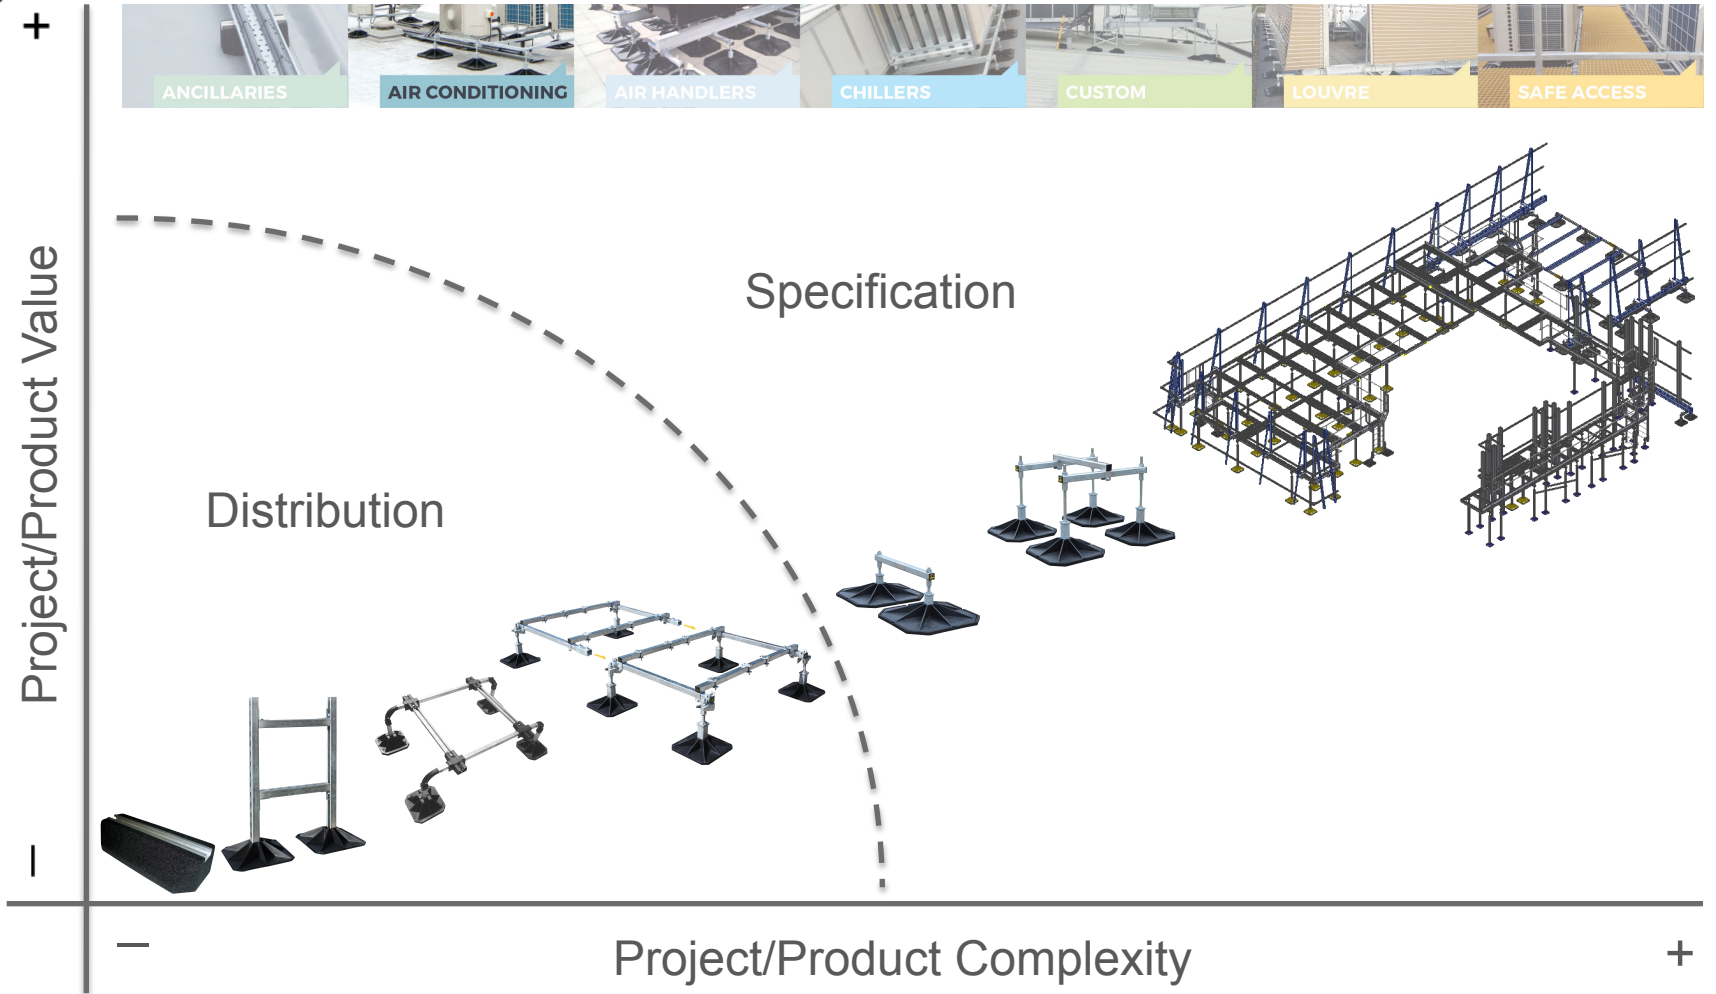 +
ANCILLARIES
AIR CONDITIONING
AIR HANDLERS
CHILLERS
CUSTOM
LOUVRE
SAFE ACCESS
Specification
Distribution
Project/Product Value
–
–
Project/Product Complexity
+